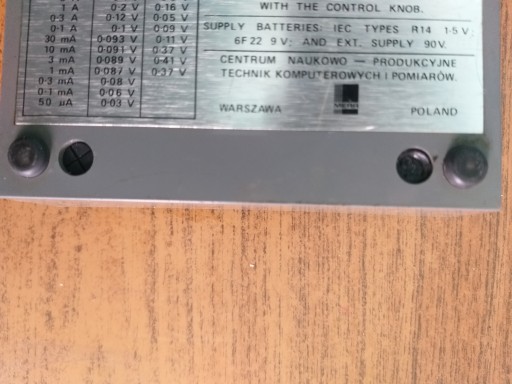 WITH THE CONTROL KNOB.
SUPPLY BATTERIES: IEC TYPES R14 1·5 V;
6F22 9 V; AND EXT. SUPPLY 90V.
CENTRUM NAUKOWO — PRODUKCYJNE
TECHNIK KOMPUTEROWYCH I POMIARÓW.
WARSZAWA POLAND
1 A 0·2 V 0·16 V
0·3 A 0·12 V 0·05 V
0·1 A 0·1 V 0·09 V
30 mA 0·093 V 0·11 V
10 mA 0·091 V 0·37 V
3 mA 0·089 V 0·41 V
1 mA 0·087 V 0·37 V
0·3 mA 0·08 V
0·1 mA 0·06 V
50 µA 0·03 V